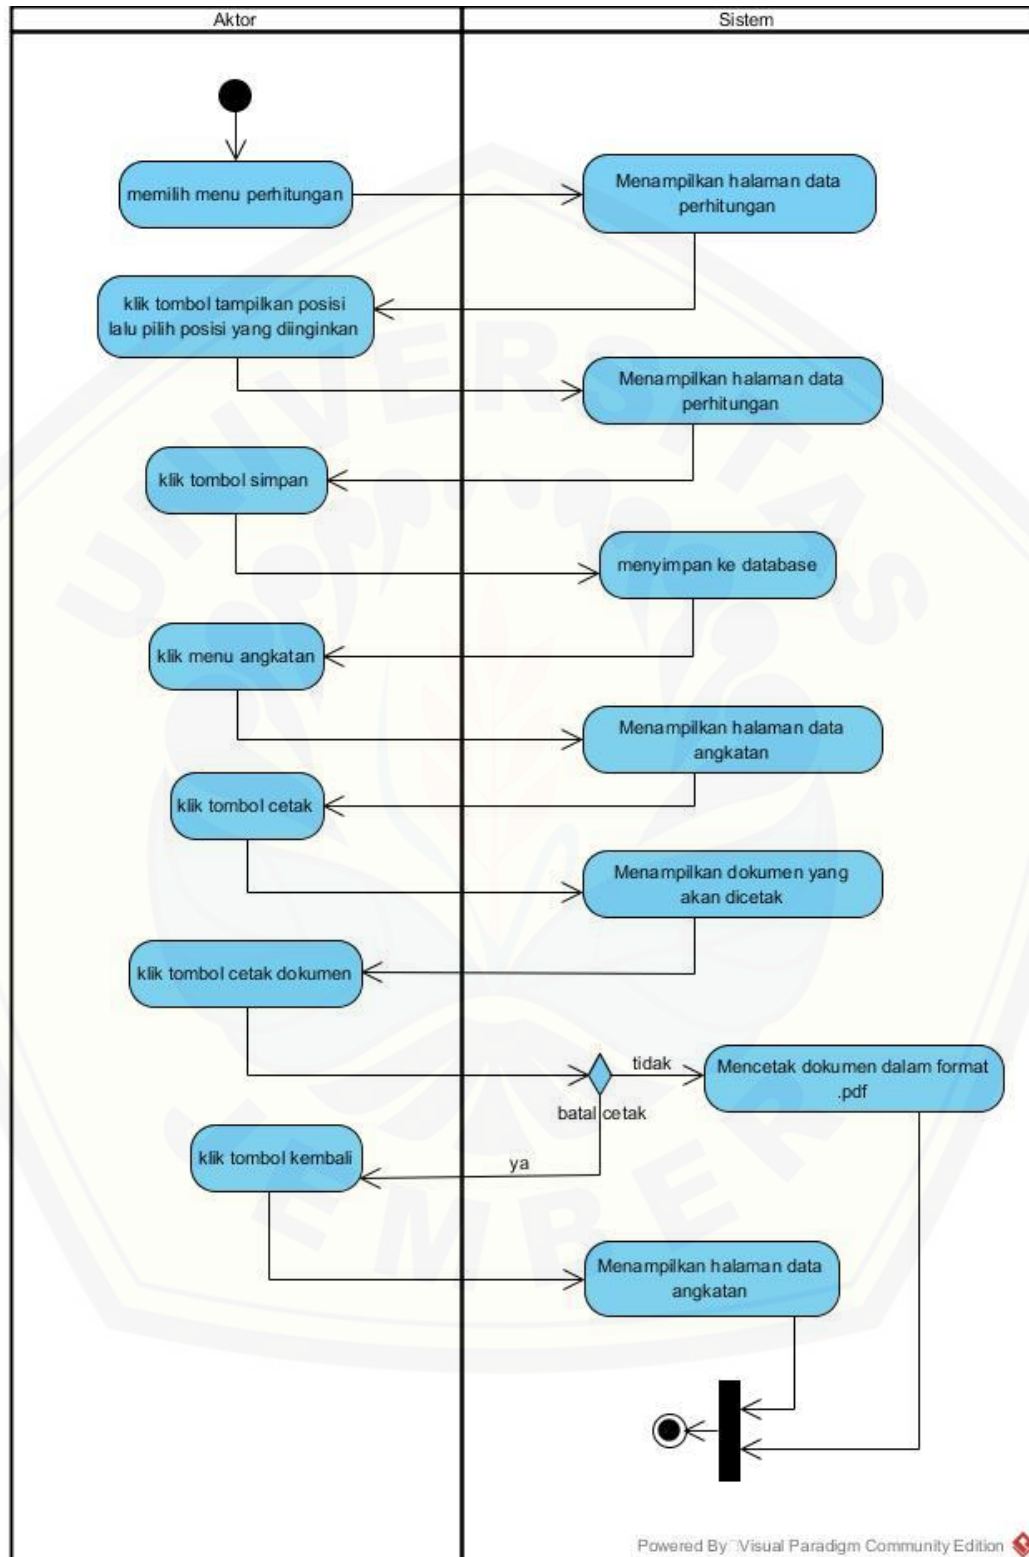 Aktor
Sistem
memilih menu perhitungan
Menampilkan halaman data
perhitungan
klik tombol tampilkan posisi
lalu pilih posisi yang diinginkan
Menampilkan halaman data
perhitungan
klik tombol simpan
menyimpan ke database
klik menu angkatan
Menampilkan halaman data
angkatan
klik tombol cetak
Menampilkan dokumen yang
akan dicetak
klik tombol cetak dokumen
tidak
Mencetak dokumen dalam format
.pdf
batal cetak
klik tombol kembali
ya
Menampilkan halaman data
angkatan
UNIVERSITAS
JEMBER
Powered By Visual Paradigm Community Edition